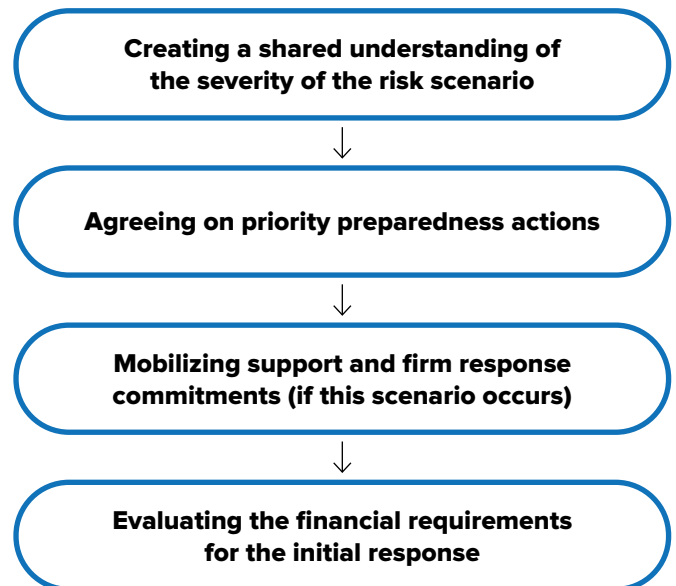 Creating a shared understanding of
the severity of the risk scenario
Agreeing on priority preparedness actions
Mobilizing support and firm response
commitments (if this scenario occurs)
Evaluating the financial requirements
for the initial response